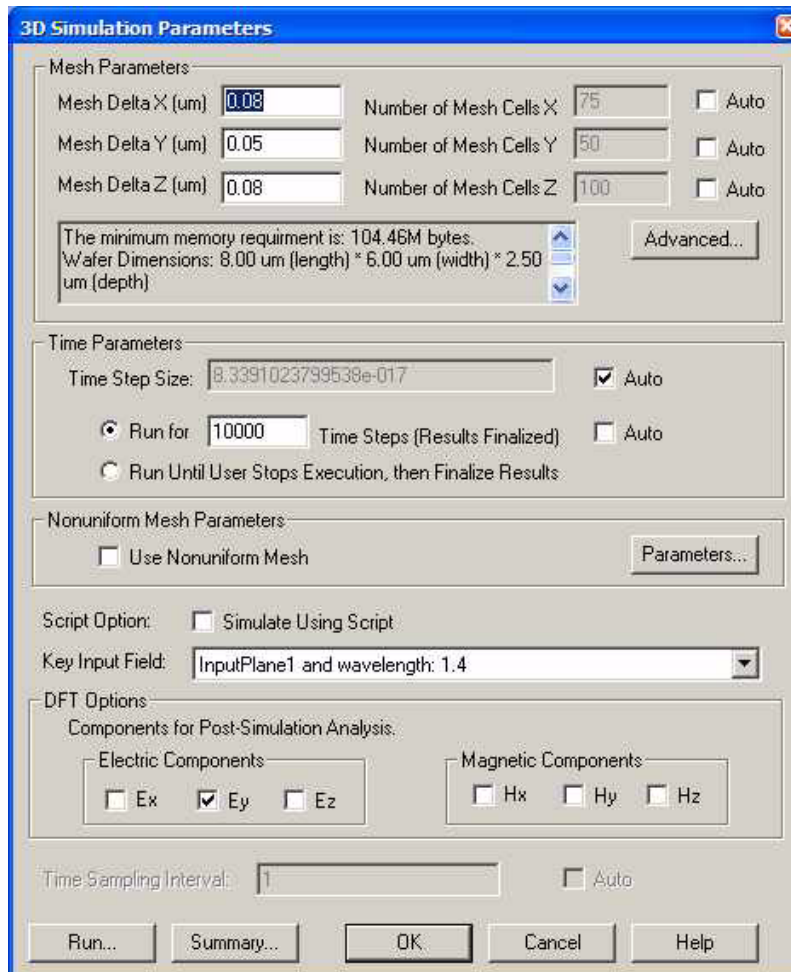 3D Simulation Parameters
Mesh Parameters
Mesh Delta X (um) 0.08 Number of Mesh Cells X 75 Auto
Mesh Delta Y (um) 0.05 Number of Mesh Cells Y 50 Auto
Mesh Delta Z (um) 0.08 Number of Mesh Cells Z 100 Auto
The minimum memory requirment is: 104.46M bytes.
Wafer Dimensions: 8.00 um (length) * 6.00 um (width) * 2.50
um (depth)
Advanced...
Time Parameters
Time Step Size: 8.3391023799538e-017 Auto
Run for 10000 Time Steps (Results Finalized) Auto
Run Until User Stops Execution, then Finalize Results
Nonuniform Mesh Parameters
Use Nonuniform Mesh Parameters...
Script Option: Simulate Using Script
Key Input Field: InputPlane1 and wavelength: 1.4
DFT Options
Components for Post-Simulation Analysis.
Electric Components Magnetic Components
Ex Ey Ez Hx Hy Hz
Time Sampling Interval: 1 Auto
Run... Summary... OK Cancel Help